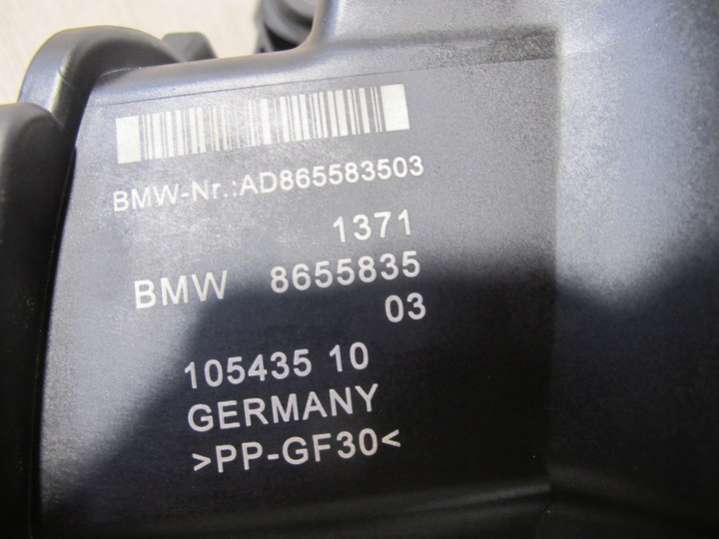 BMW-Nr.:AD865583503
1371
BMW 8655835
03
105435 10
GERMANY
>PP-GF30<